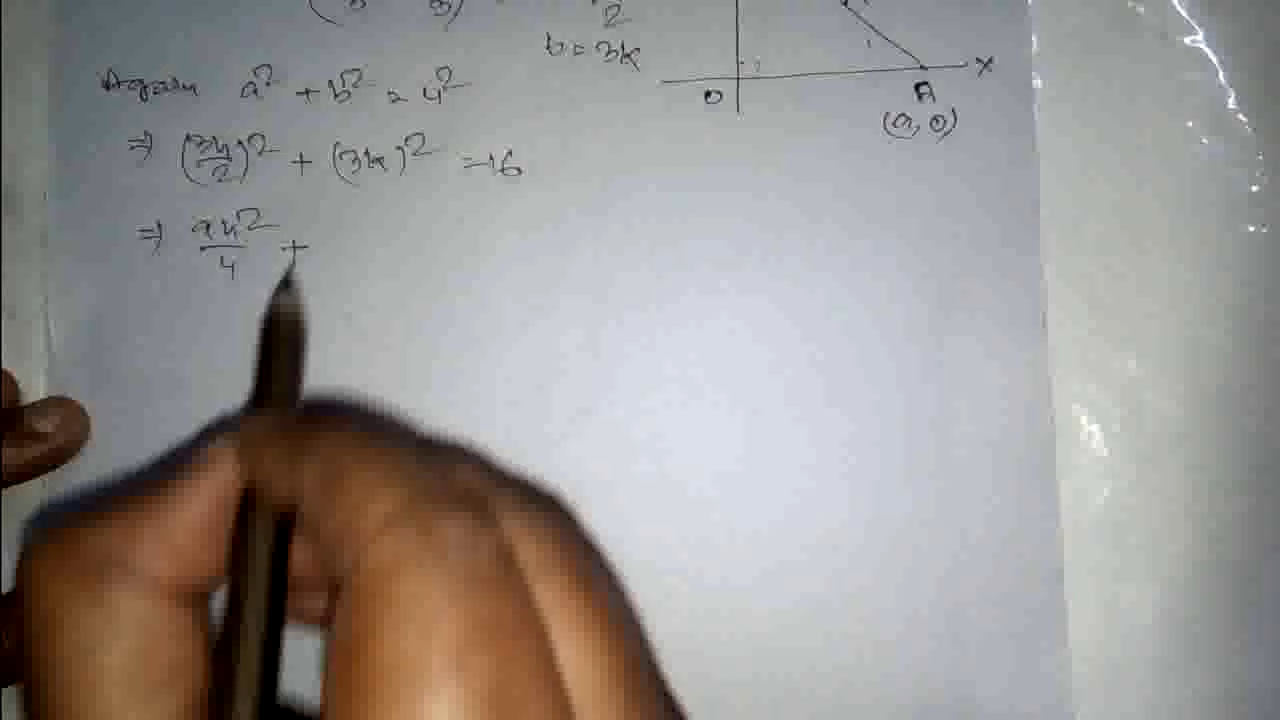 2
b = 3k
X
O
A
(a, 0)
Again a² + b² = 4²
⇒ (3h/2)² + (3k)² = 16
⇒ 9h²/4 +